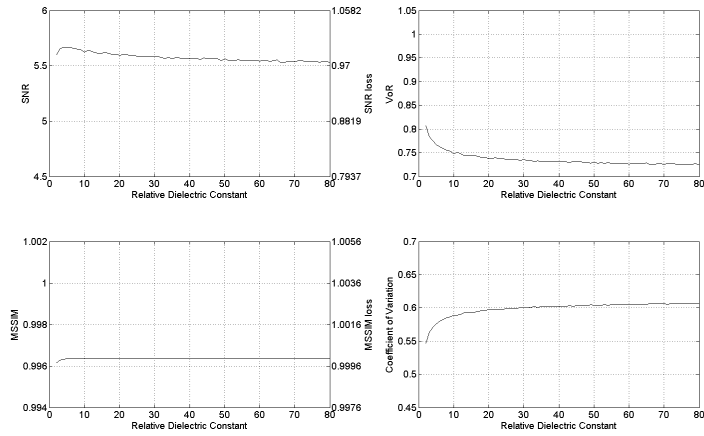 6
5.5
5
4.5
SNR
1.0582
0.97
0.8819
0.7937
SNR loss
0 10 20 30 40 50 60 70 80
Relative Dielectric Constant
1.05
1
0.95
0.9
0.85
0.8
0.75
0.7
VoR
0 10 20 30 40 50 60 70 80
Relative Dielectric Constant
1.002
1
0.998
0.996
0.994
MSSIM
1.0056
1.0036
1.0016
0.9996
0.9976
MSSIM loss
0 10 20 30 40 50 60 70 80
Relative Dielectric Constant
0.7
0.65
0.6
0.55
0.5
0.45
Coefficient of Variation
0 10 20 30 40 50 60 70 80
Relative Dielectric Constant